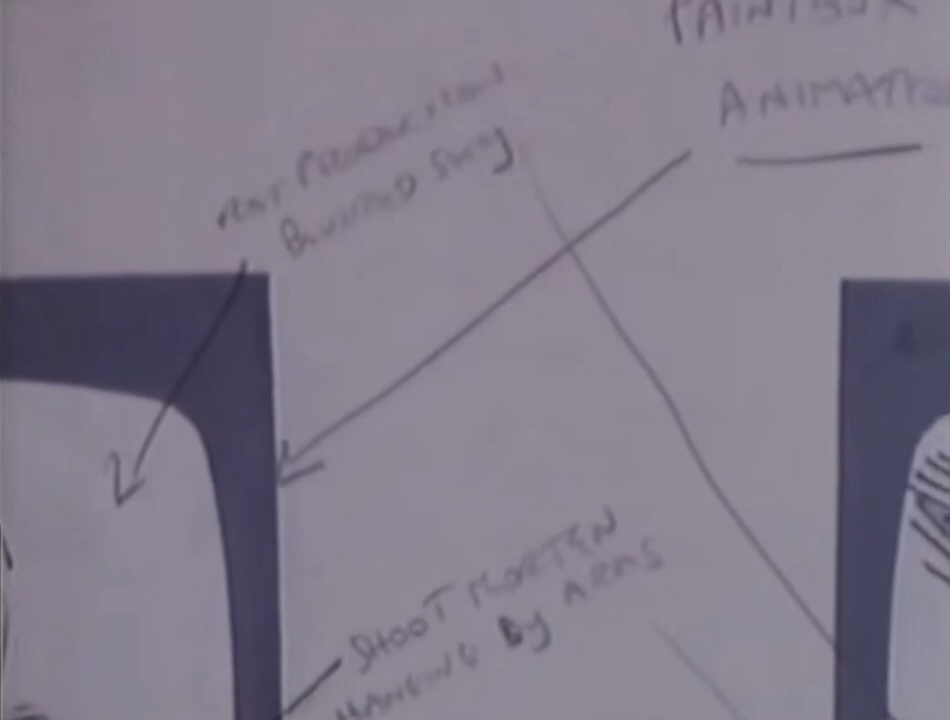 PAINTBOX
ANIMATIO
POST PRODUCTION
BLURRED SKY
SHOOT MORTEN
HANGING By ARMS